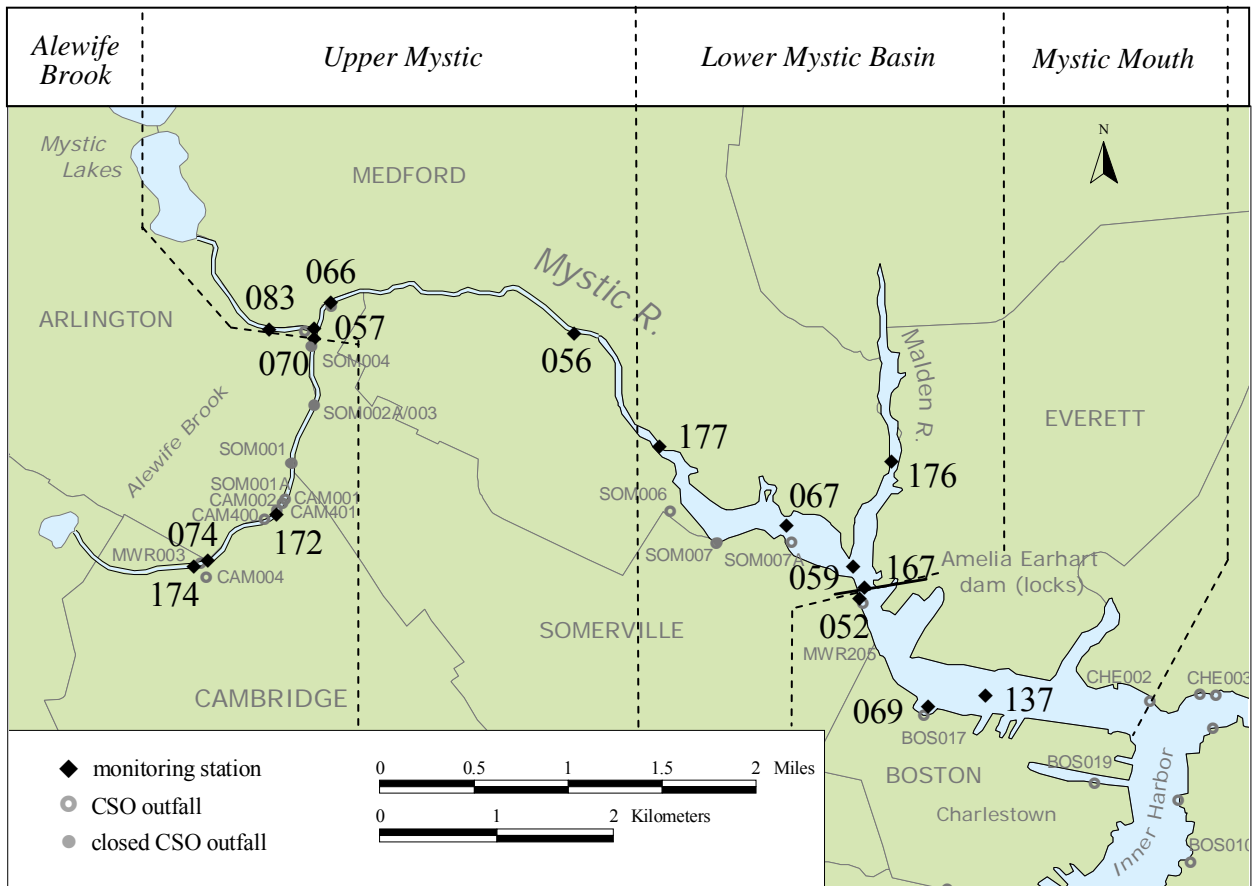 Alewife
Brook
Upper Mystic
Lower Mystic Basin
Mystic Mouth
Mystic
Lakes
MEDFORD
N
066
Mystic R.
083
ARLINGTON
057
056
070
SOM004
Malden R.
Alewife Brook
SOM002A/003
EVERETT
177
SOM001
176
SOM001A
CAM001
CAM002
CAM401
CAM400
SOM006
067
074
172
MWR003
SOM007
SOM007A
CAM004
059
167
Amelia Earhart
dam (locks)
174
052
SOMERVILLE
MWR205
CAMBRIDGE
CHE002
CHE003
069
137
BOS017
BOSTON
BOS019
Charlestown
Inner Harbor
BOS010
monitoring station
CSO outfall
closed CSO outfall
0 0.5 1 1.5 2 Miles
0 1 2 Kilometers